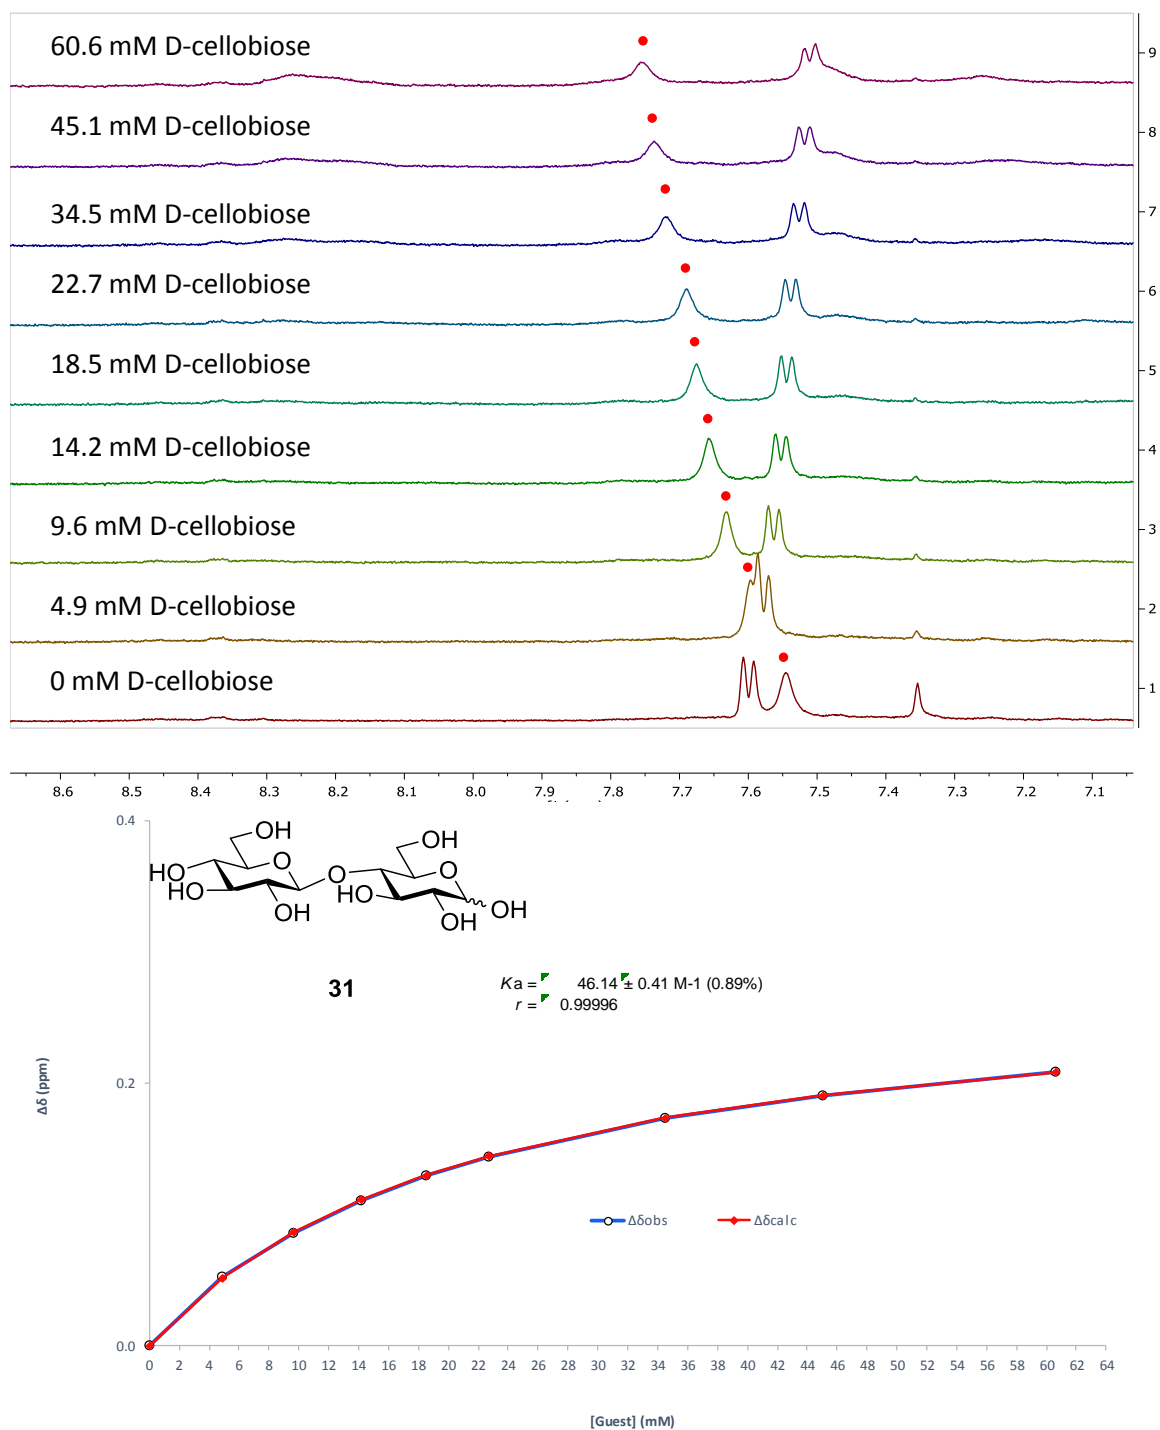 60.6 mM D-cellobiose
9
45.1 mM D-cellobiose
8
34.5 mM D-cellobiose
7
22.7 mM D-cellobiose
6
18.5 mM D-cellobiose
5
14.2 mM D-cellobiose
4
9.6 mM D-cellobiose
3
4.9 mM D-cellobiose
2
0 mM D-cellobiose
1
8.6 8.5 8.4 8.3 8.2 8.1 8.0 7.9 7.8 7.7 7.6 7.5 7.4 7.3 7.2 7.1
0.4
OH
OH
O
O
O
HO
HO
HO
OH
OH
OH
31
Ka = 46.14 ± 0.41 M-1 (0.89%)
r = 0.99996
Δδ (ppm)
0.2
Δδobs Δδcalc
0.0
0 2 4 6 8 10 12 14 16 18 20 22 24 26 28 30 32 34 36 38 40 42 44 46 48 50 52 54 56 58 60 62 64
[Guest] (mM)